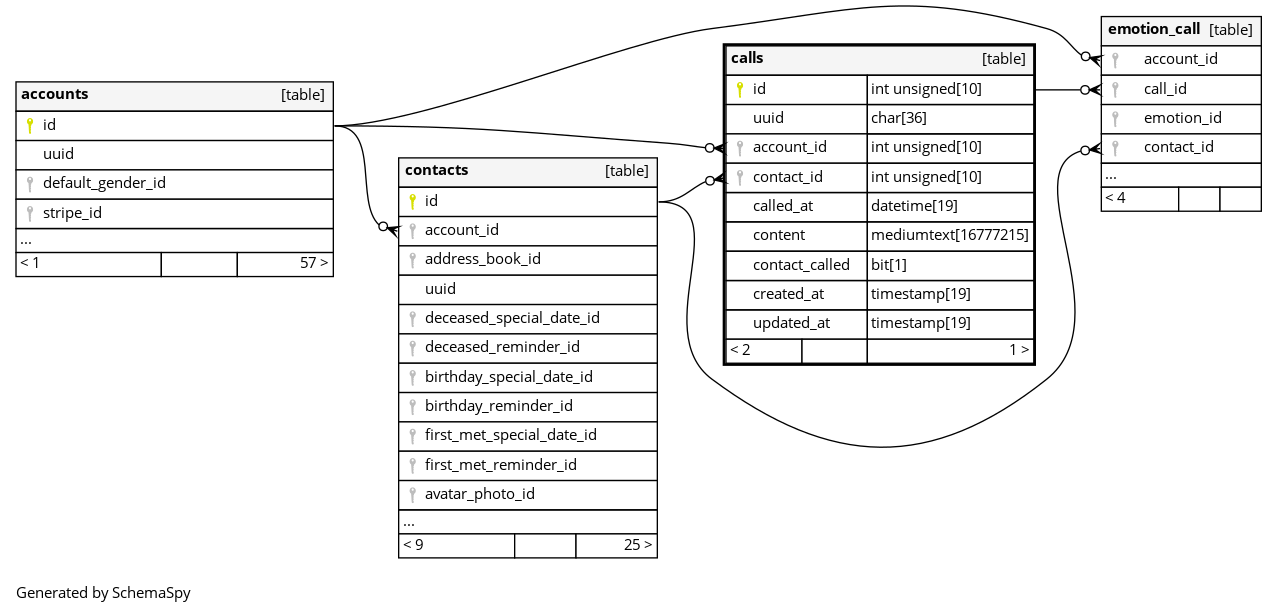 accounts [table]
id
uuid
default_gender_id
stripe_id
...
< 1 57 >
contacts [table]
id
account_id
address_book_id
uuid
deceased_special_date_id
deceased_reminder_id
birthday_special_date_id
birthday_reminder_id
first_met_special_date_id
first_met_reminder_id
avatar_photo_id
...
< 9 25 >
calls [table]
id int unsigned[10]
uuid char[36]
account_id int unsigned[10]
contact_id int unsigned[10]
called_at datetime[19]
content mediumtext[16777215]
contact_called bit[1]
created_at timestamp[19]
updated_at timestamp[19]
< 2 1 >
emotion_call [table]
account_id
call_id
emotion_id
contact_id
...
< 4
Generated by SchemaSpy